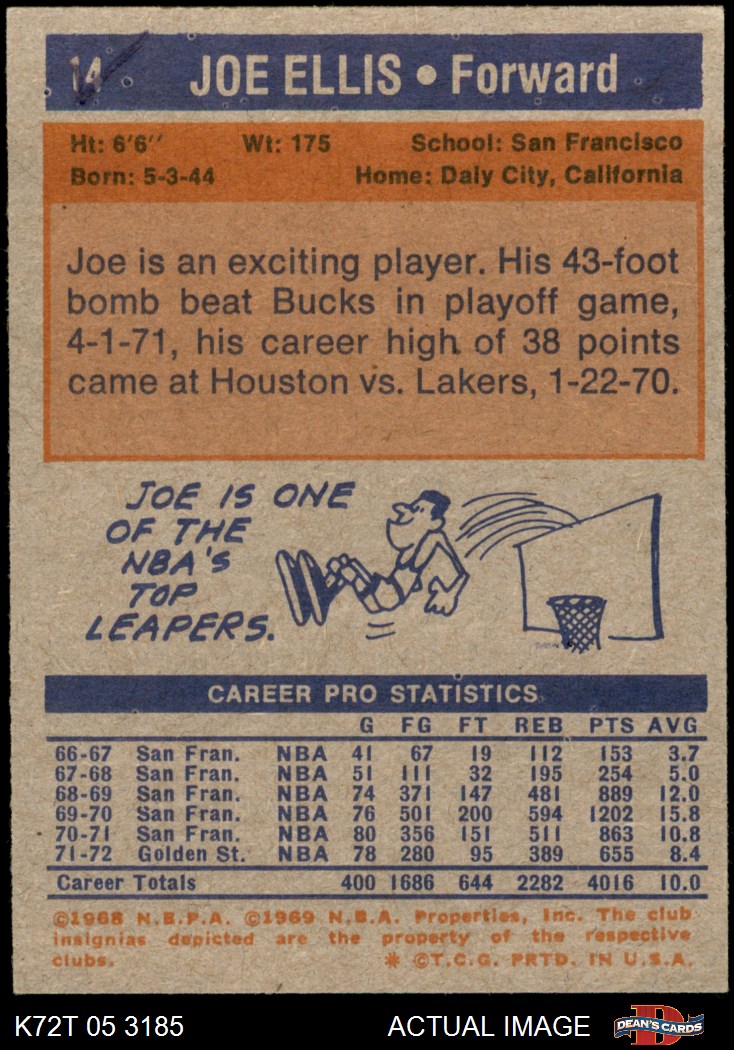 14 JOE ELLIS • Forward
Ht: 6'6'' Wt: 175 School: San Francisco
Born: 5-3-44 Home: Daly City, California
Joe is an exciting player. His 43-foot
bomb beat Bucks in playoff game,
4-1-71, his career high of 38 points
came at Houston vs. Lakers, 1-22-70.
JOE IS ONE
OF THE
NBA'S
TOP
LEAPERS.
CAREER PRO STATISTICS
G FG FT REB PTS AVG
66-67 San Fran. NBA 41 67 19 112 153 3.7
67-68 San Fran. NBA 51 111 32 195 254 5.0
68-69 San Fran. NBA 74 371 147 481 889 12.0
69-70 San Fran. NBA 76 501 200 594 1202 15.8
70-71 San Fran. NBA 80 356 151 511 863 10.8
71-72 Golden St. NBA 78 280 95 389 655 8.4
Career Totals 400 1686 644 2282 4016 10.0
©1968 N.B.P.A. ©1969 N.B.A. Properties, Inc. The club
insignias depicted are the property of the respective
clubs. * ©T.C.G. PRTD. IN U.S.A.
K72T 05 3185 ACTUAL IMAGE D DEAN'S CARDS